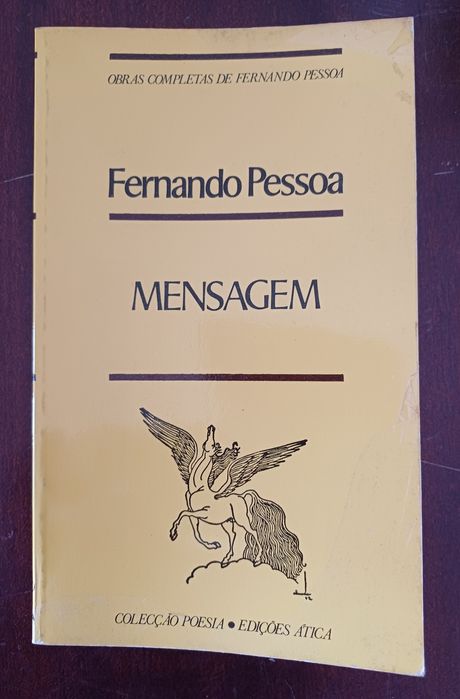 OBRAS COMPLETAS DE FERNANDO PESSOA
Fernando Pessoa
MENSAGEM
COLECÇÃO POESIA • EDIÇÕES ÁTICA